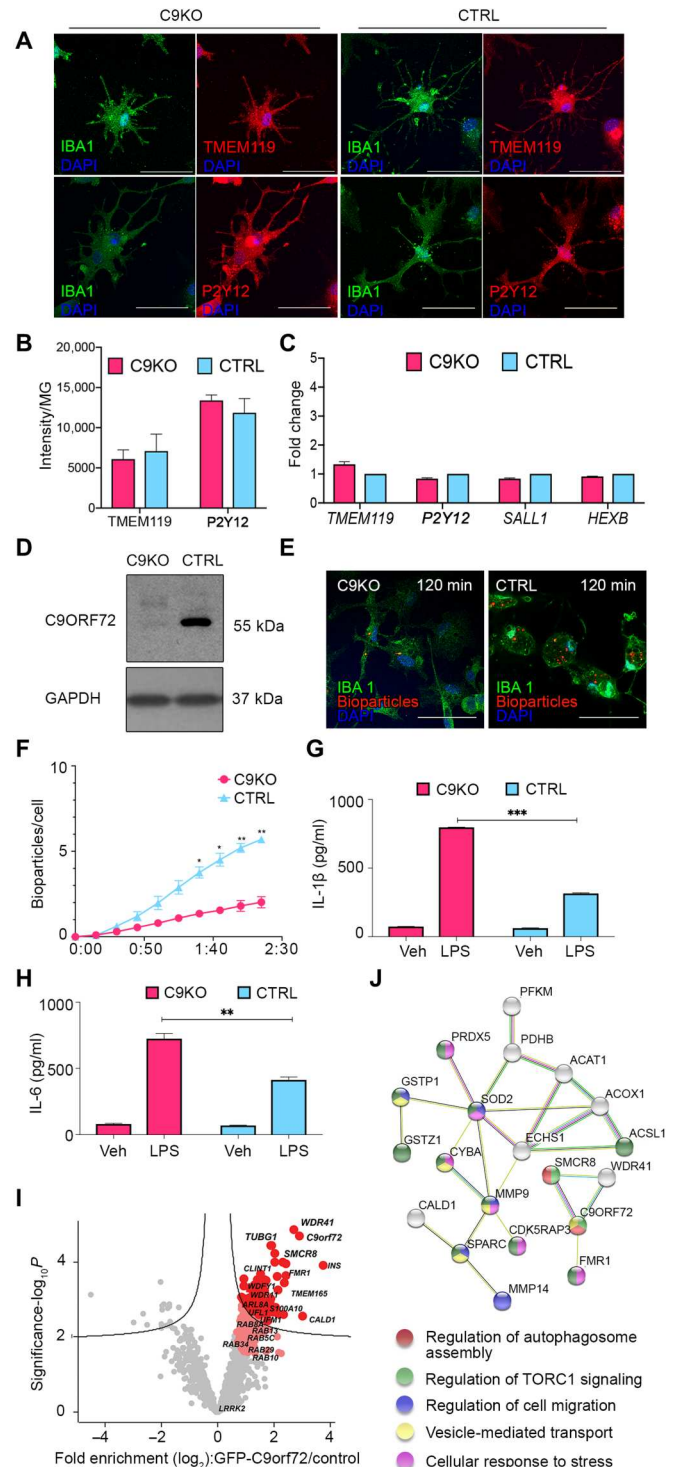 C9KO CTRL
A
IBA1
DAPI
TMEM119
DAPI
IBA1
DAPI
TMEM119
DAPI
IBA1
DAPI
P2Y12
DAPI
IBA1
DAPI
P2Y12
DAPI
B
C9KO CTRL
Intensity/MG
20,000
15,000
10,000
5000
0
TMEM119 P2Y12
C
C9KO CTRL
Fold change
5
4
3
2
1
0
TMEM119 P2Y12 SALL1 HEXB
D
C9KO CTRL
C9ORF72 55 kDa
GAPDH 37 kDa
E
C9KO 120 min
IBA 1
Bioparticles
DAPI
CTRL 120 min
IBA 1
Bioparticles
DAPI
F
C9KO
CTRL
Bioparticles/cell
10
5
0
* * ** **
0:00 0:50 1:40 2:30
G
C9KO CTRL
IL-1β (pg/ml)
1000
500
0
***
Veh LPS Veh LPS
H
C9KO CTRL
IL-6 (pg/ml)
1000
500
0
**
Veh LPS Veh LPS
I
Significance-log10P
4
2
0
WDR41
C9orf72
TUBG1
SMCR8
INS
CLINT1
FMR1
WDFY1
TMEM165
WDR11
ARL8A
S100A10
UFL1
CALD1
UFM1
RAB8A
RAB13
RAB5C
RAB34
RAB29
RAB10
LRRK2
−4 −2 0 2 4
Fold enrichment (log2):GFP-C9orf72/control
J
PFKM
PRDX5
PDHB
ACAT1
GSTP1
SOD2
ACOX1
ECHS1
ACSL1
GSTZ1
CYBA
SMCR8
WDR41
MMP9
CALD1
C9ORF72
CDK5RAP3
SPARC
FMR1
MMP14
Regulation of autophagosome
assembly
Regulation of TORC1 signaling
Regulation of cell migration
Vesicle-mediated transport
Cellular response to stress